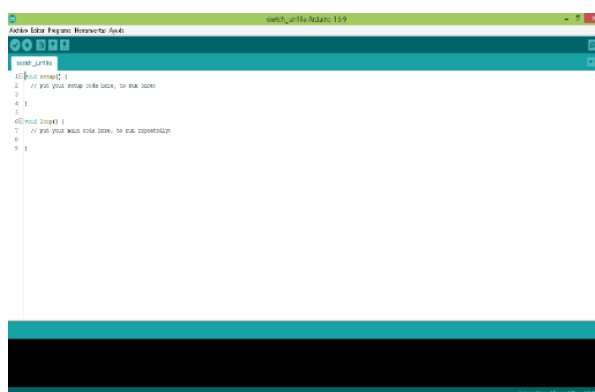 Arduino 1.6.9
Archivo Editar Programa Herramientas Ayuda
1 void setup() {
2 // put your setup code here, to run once:
3
4 }
5
6 void loop() {
7 // put your main code here, to run repeatedly:
8
9 }